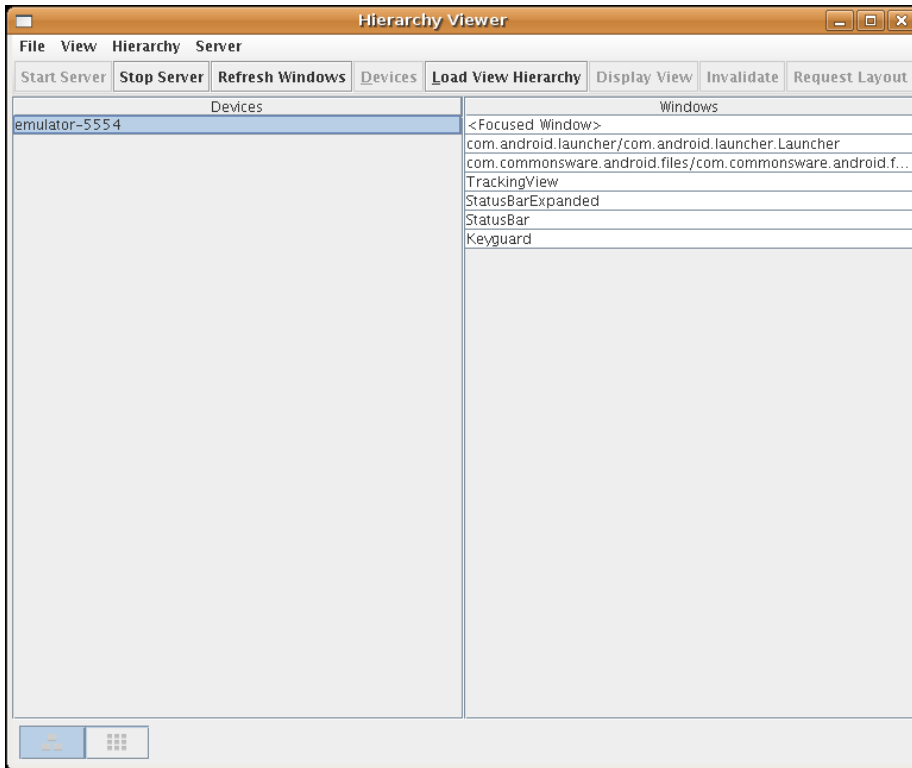 Hierarchy Viewer
File View Hierarchy Server
Start Server Stop Server Refresh Windows Devices Load View Hierarchy Display View Invalidate Request Layout
Devices
emulator-5554
Windows
<Focused Window>
com.android.launcher/com.android.launcher.Launcher
com.commonsware.android.files/com.commonsware.android.f...
TrackingView
StatusBarExpanded
StatusBar
Keyguard